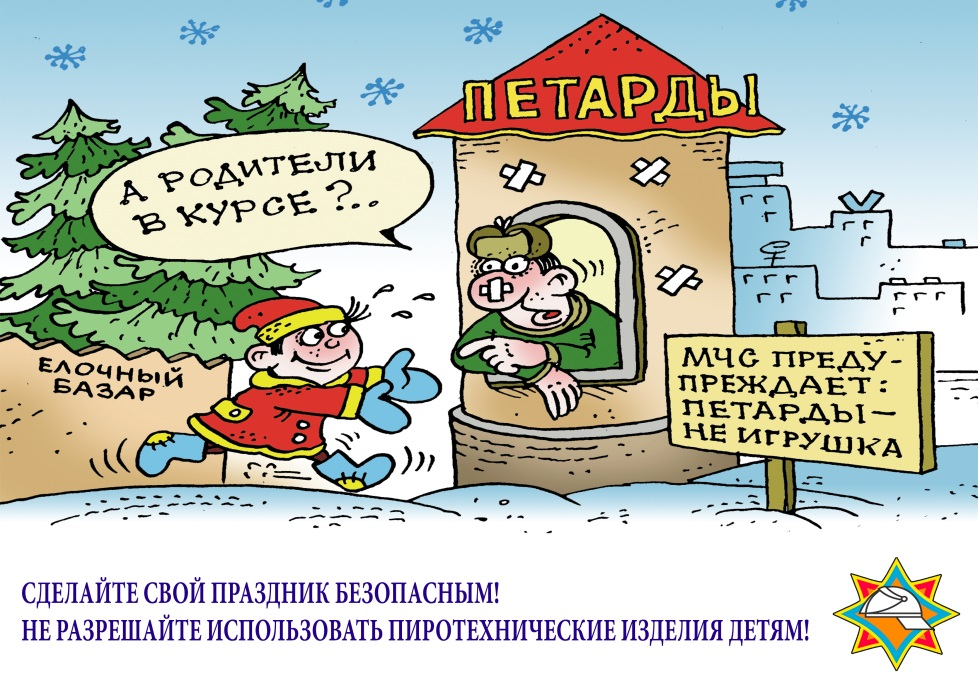 ПЕТАРДЫ
А РОДИТЕЛИ
В КУРСЕ?..
ЕЛОЧНЫЙ
БАЗАР
МЧС ПРЕДУ-
ПРЕЖДАЕТ:
ПЕТАРДЫ —
НЕ ИГРУШКА
СДЕЛАЙТЕ СВОЙ ПРАЗДНИК БЕЗОПАСНЫМ!
НЕ РАЗРЕШАЙТЕ ИСПОЛЬЗОВАТЬ ПИРОТЕХНИЧЕСКИЕ ИЗДЕЛИЯ ДЕТЯМ!